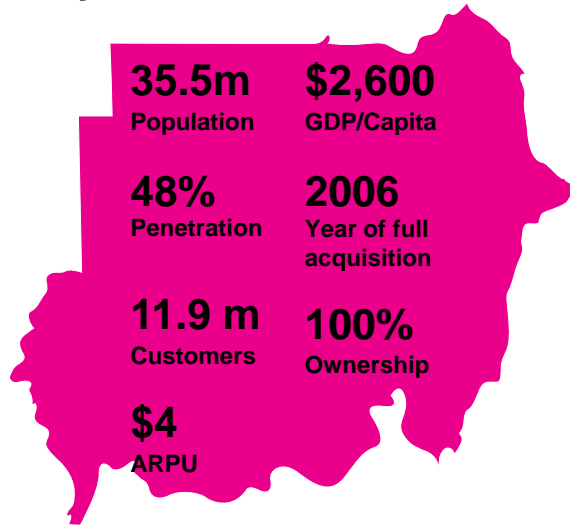 35.5m
Population
$2,600
GDP/Capita
48%
Penetration
2006
Year of full
acquisition
11.9 m
Customers
100%
Ownership
$4
ARPU